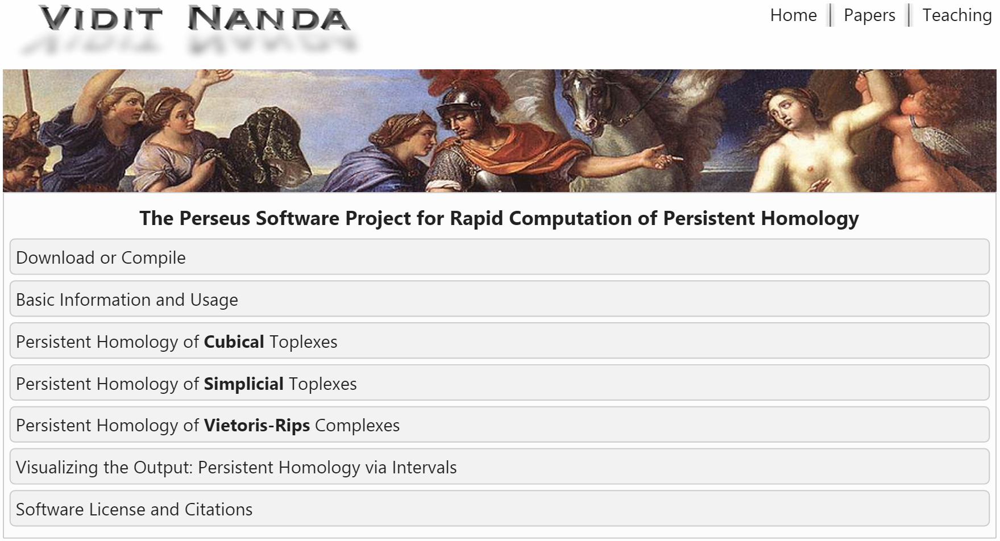 VIDIT NANDA
Home | Papers | Teaching
The Perseus Software Project for Rapid Computation of Persistent Homology
Download or Compile
Basic Information and Usage
Persistent Homology of Cubical Toplexes
Persistent Homology of Simplicial Toplexes
Persistent Homology of Vietoris-Rips Complexes
Visualizing the Output: Persistent Homology via Intervals
Software License and Citations